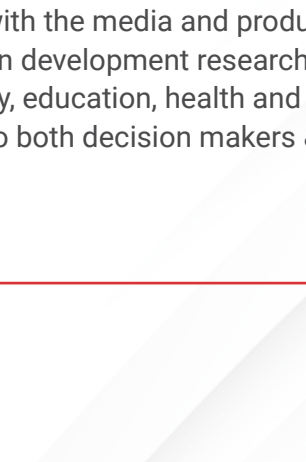 with the media and produ
n development research
y, education, health and
o both decision makers a